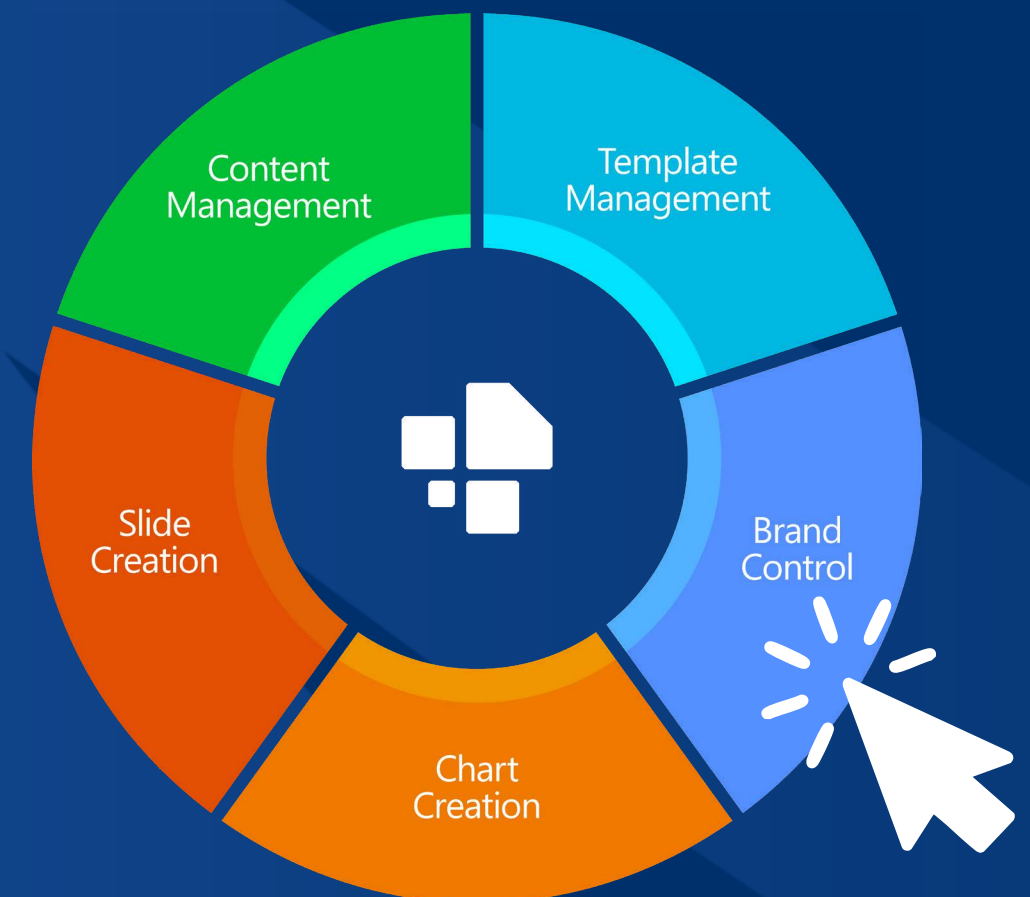 Content
Management
Template
Management
Slide
Creation
Brand
Control
Chart
Creation